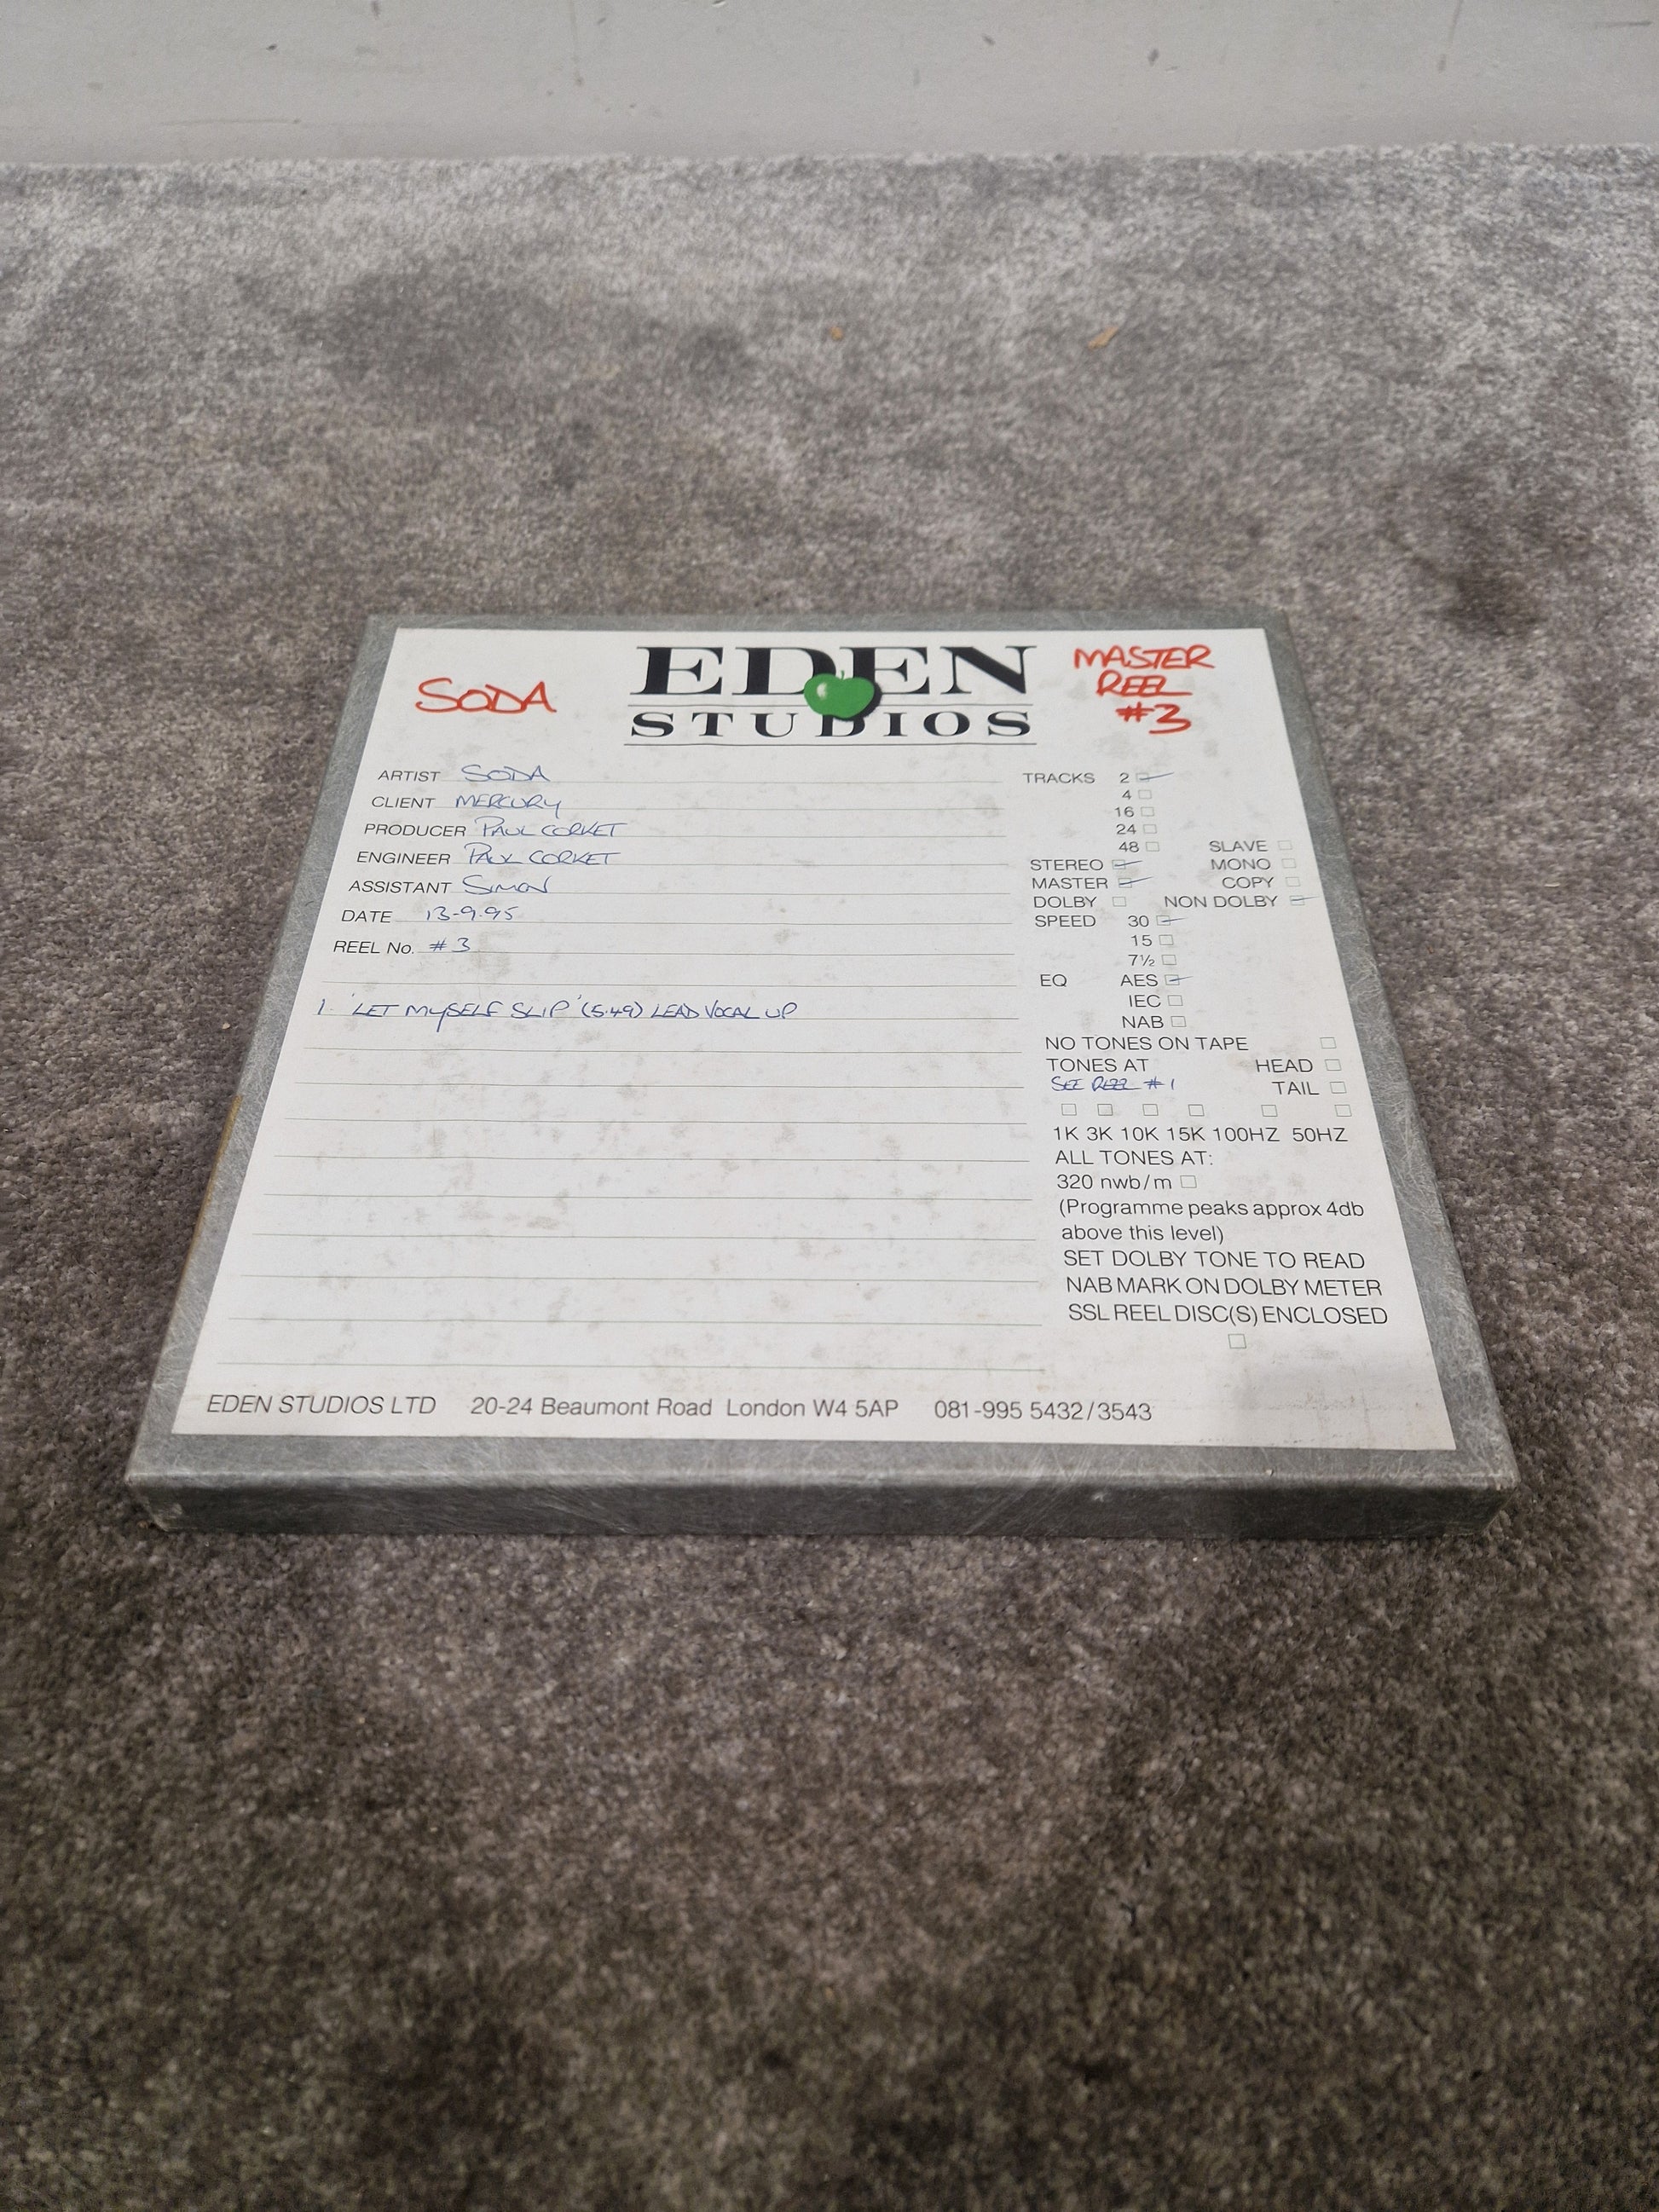 SODA
EDEN
STUDIOS
MASTER
REEL
#3
ARTIST SODA
CLIENT MERCURY
PRODUCER PAUL CORKET
ENGINEER PAUL CORKET
ASSISTANT SIMON
DATE 13-9-95
REEL No. #3
1. 'LET MYSELF SLIP' (5.49) LEAD VOCAL UP
TRACKS 2
4
16
24
48 SLAVE
STEREO MONO
MASTER COPY
DOLBY NON DOLBY
SPEED 30
15
7½
EQ AES
IEC
NAB
NO TONES ON TAPE
TONES AT HEAD
SEE REEL #1 TAIL
1K 3K 10K 15K 100HZ 50HZ
ALL TONES AT:
320 nwb/m
(Programme peaks approx 4db
above this level)
SET DOLBY TONE TO READ
NAB MARK ON DOLBY METER
SSL REEL DISC(S) ENCLOSED
EDEN STUDIOS LTD 20-24 Beaumont Road London W4 5AP 081-995 5432/3543